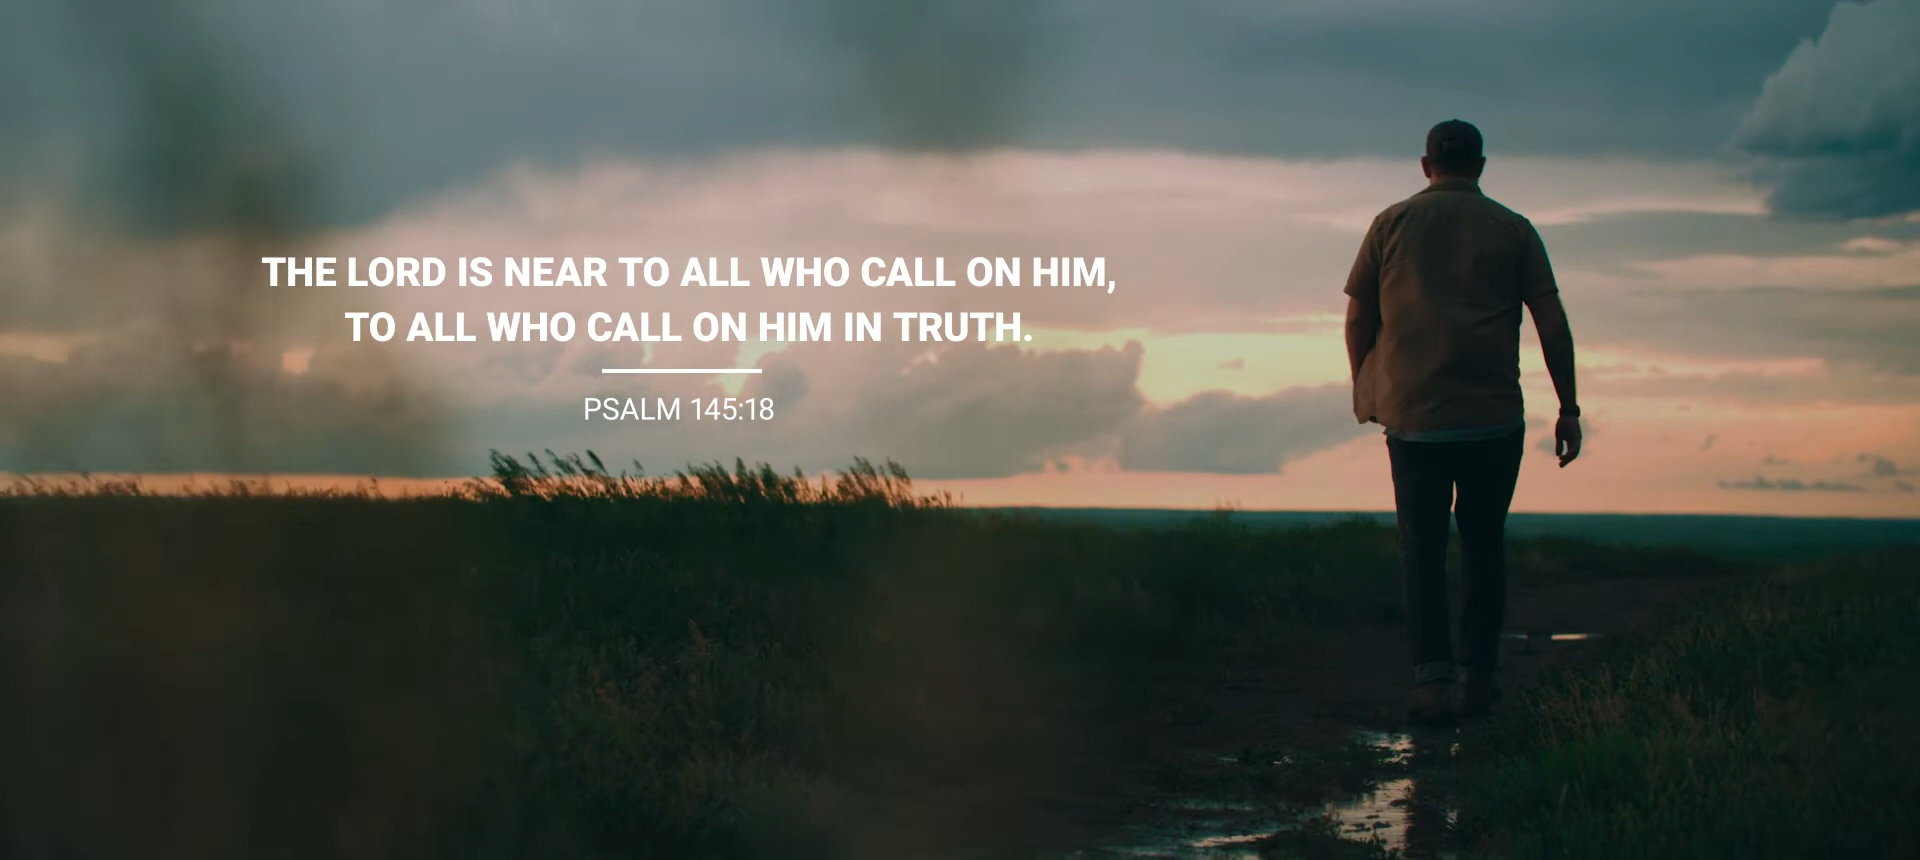 THE LORD IS NEAR TO ALL WHO CALL ON HIM,
TO ALL WHO CALL ON HIM IN TRUTH.
PSALM 145:18